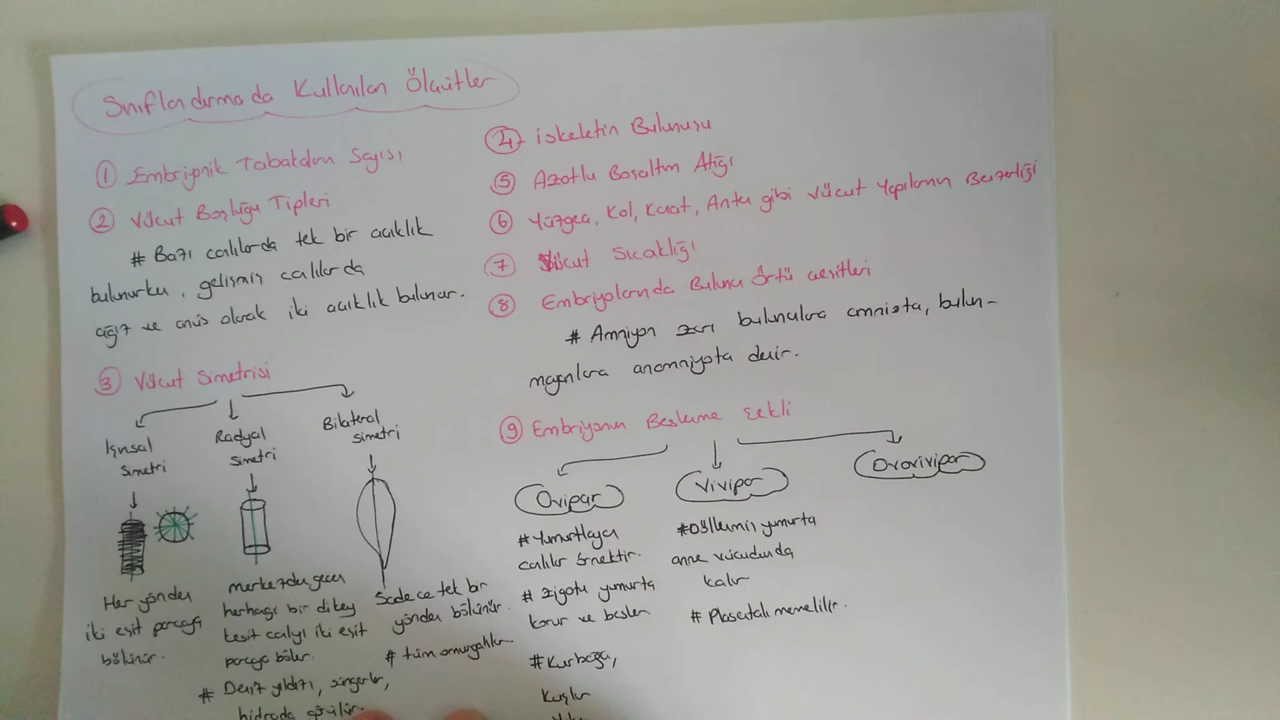 Sınıflandırmada Kullanılan Ölçütler
① Embriyonik Tabakaların Sayısı
② Vücut Boşluğu Tipleri
# Bazı canlılarda tek bir açıklık
bulunurken, gelişmiş canlılarda
ağız ve anüs olarak iki açıklık bulunur.
③ Vücut Simetrisi
Işınsal
Simetri
Radyal
Simetri
Bilateral
Simetri
Her yönden
iki eşit parçaya
bölünür.
merkezden geçen
herhangi bir dikey
kesit canlıyı iki eşit
parçaya böler.
# Deniz yıldızı, süngerler,
hidrada görülür.
Sadece tek bir
yönden bölünür.
# tüm omurgalılar
④ İskeletin Bulunuşu
⑤ Azotlu Boşaltım Atığı
⑥ Yüzgeç, Kol, Kanat, Anten gibi Vücut Yapılarının Benzerliği
⑦ Vücut Sıcaklığı
⑧ Embriyolarında Bulunan Örtü çeşitleri
# Amniyon zarı bulunanlara amniota, bulun-
mayanlara anamniyota denir.
⑨ Embriyonun Beslenme Şekli
Ovipar
# Yumurtlayan
canlılar örnektir.
# zigotu yumurta
korur ve besler
# Kurbağa,
Kuşlar
Vivipar
# Döllenmiş yumurta
anne vücudunda
kalır
# Plasentalı memeliler.
Ovovivipar